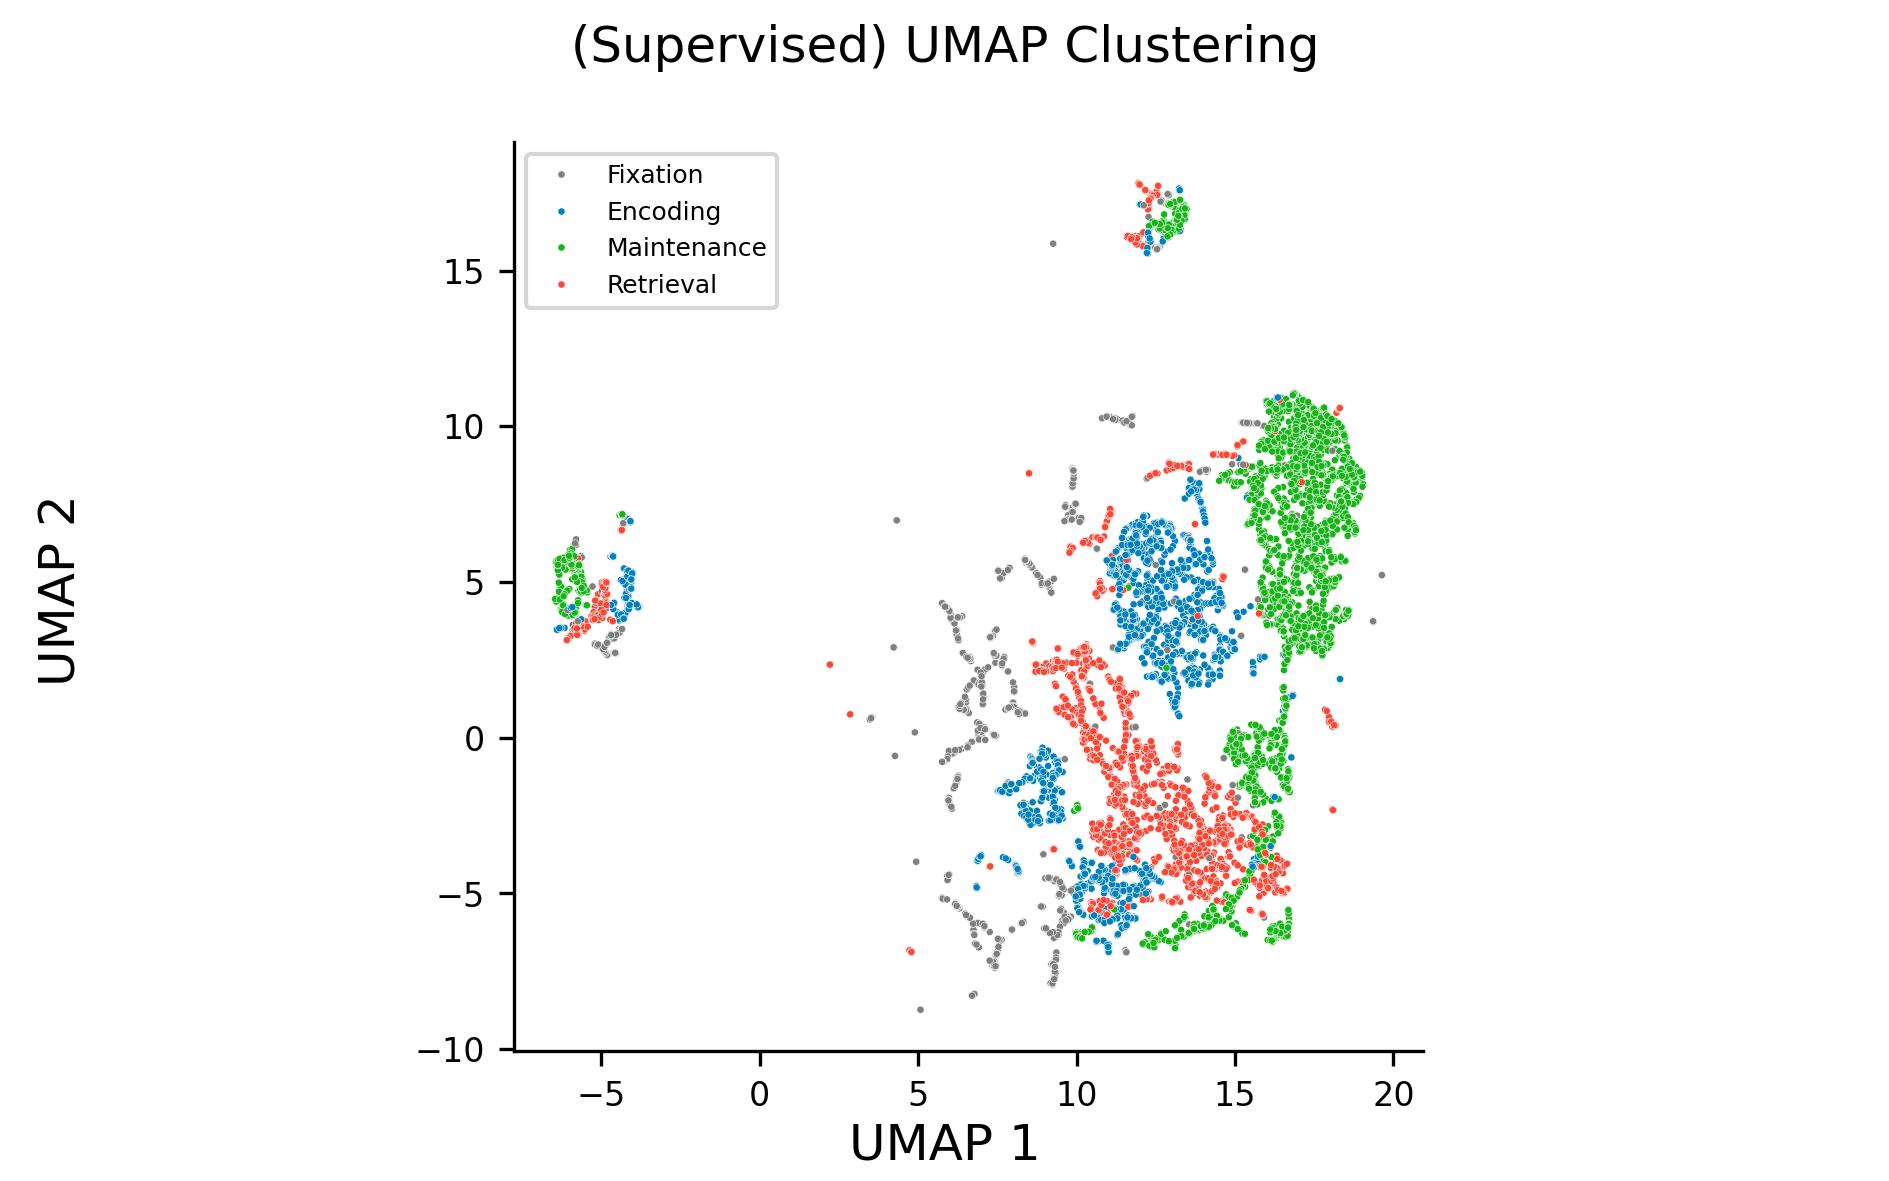 (Supervised) UMAP Clustering
Fixation
Encoding
Maintenance
Retrieval
UMAP 2
15
10
5
0
−5
−10
−5 0 5 10 15 20
UMAP 1